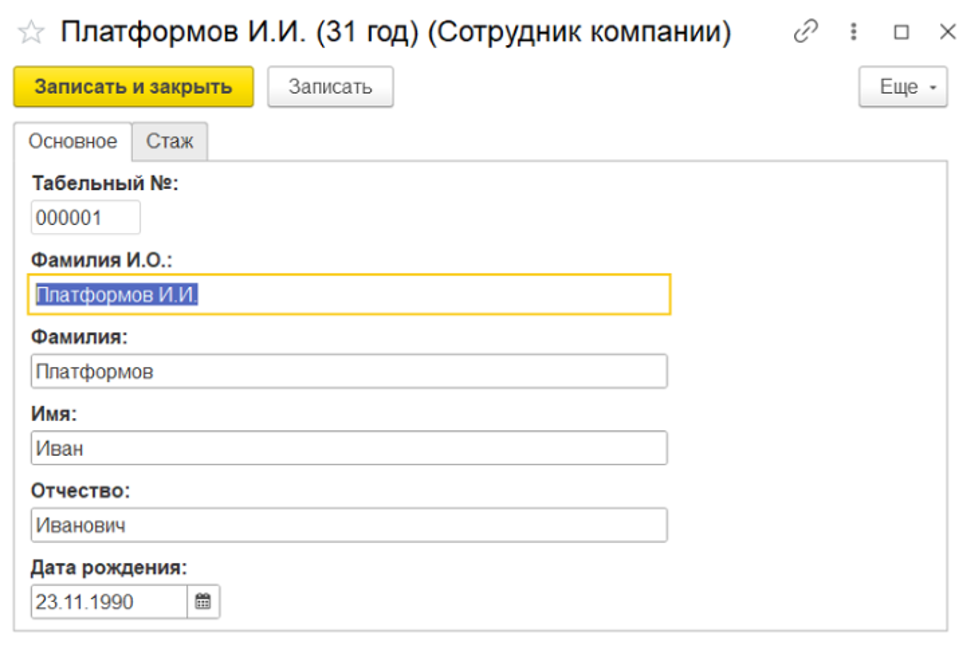 Платформов И.И. (31 год) (Сотрудник компании)
Записать и закрыть Записать Еще
Основное Стаж
Табельный №:
000001
Фамилия И.О.:
Платформов И.И.
Фамилия:
Платформов
Имя:
Иван
Отчество:
Иванович
Дата рождения:
23.11.1990